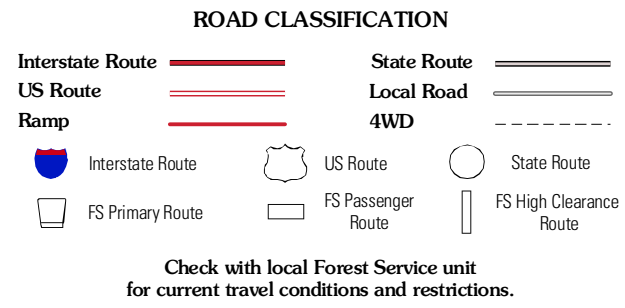 ROAD CLASSIFICATION
Interstate Route
State Route
US Route
Local Road
Ramp
4WD
Interstate Route
US Route
State Route
FS Primary Route
FS Passenger
Route
FS High Clearance
Route
Check with local Forest Service unit
for current travel conditions and restrictions.